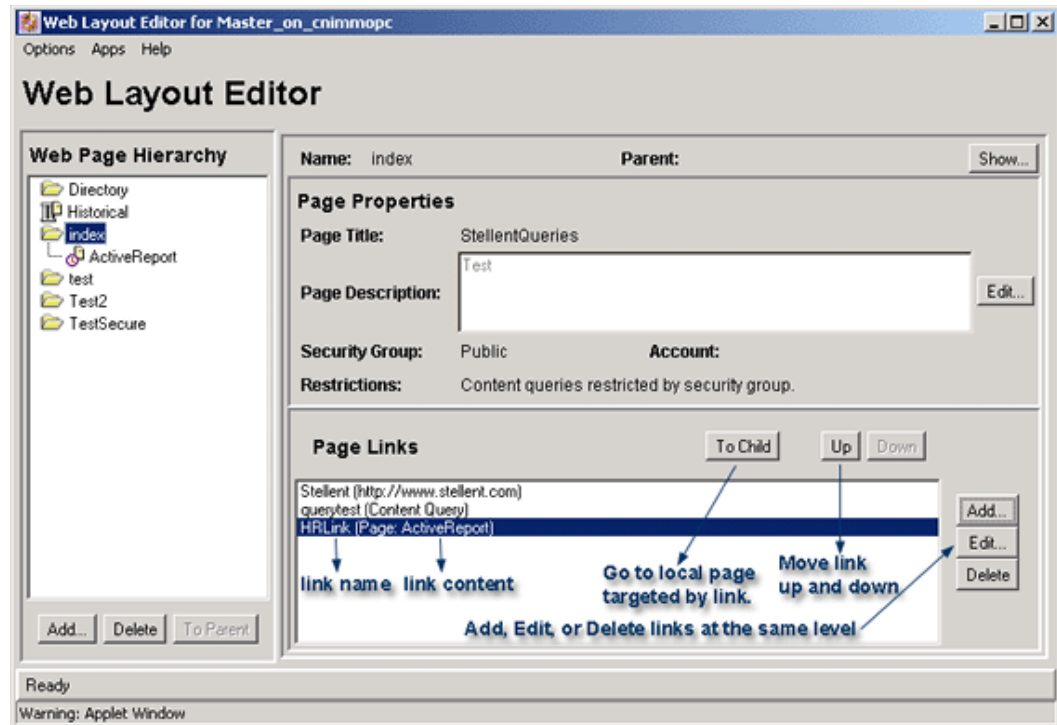 Web Layout Editor for Master_on_cnimmopc
Options Apps Help
Web Layout Editor
Web Page Hierarchy
Directory
Historical
index
ActiveReport
test
Test2
TestSecure
Add... Delete To Parent
Name: index Parent: Show...
Page Properties
Page Title: StellentQueries
Page Description: Test Edit...
Security Group: Public Account:
Restrictions: Content queries restricted by security group.
Page Links To Child Up Down
Stellent (http://www.stellent.com)
querytest (Content Query)
HRLink (Page: ActiveReport)
Add...
Edit...
Delete
link name link content
Go to local page
targeted by link.
Move link
up and down
Add, Edit, or Delete links at the same level
Ready
Warning: Applet Window